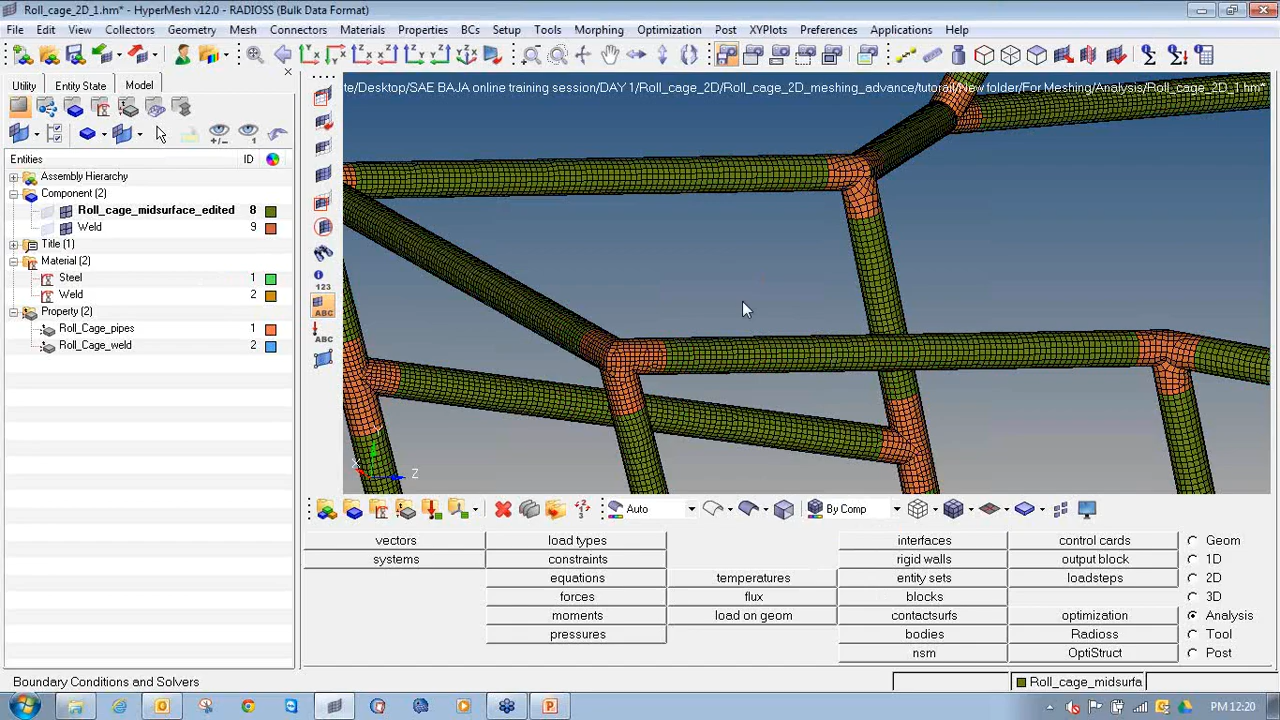 Roll_cage_2D_1.hm* - HyperMesh v12.0 - RADIOSS (Bulk Data Format)
File Edit View Collectors Geometry Mesh Connectors Materials Properties BCs Setup Tools Morphing Optimization Post XYPlots Preferences Applications Help
Utility Entity State Model
te/Desktop/SAE BAJA online training session/DAY 1/Roll_cage_2D/Roll_cage_2D_meshing_advance/tutorial/New folder/For Meshing/Analysis/Roll_cage_2D_1.hm*
Entities ID
Assembly Hierarchy
Component (2)
Roll_cage_midsurface_edited 8
Weld 9
Title (1)
Material (2)
Steel 1
Weld 2
Property (2)
Roll_Cage_pipes 1
Roll_Cage_weld 2
123
ABC
ABC
X Y Z
Auto By Comp
vectors load types interfaces control cards Geom
systems constraints rigid walls output block 1D
equations temperatures entity sets loadsteps 2D
forces flux blocks 3D
moments load on geom contactsurfs optimization Analysis
pressures bodies Radioss Tool
nsm OptiStruct Post
Boundary Conditions and Solvers Roll_cage_midsurfa
PM 12:20